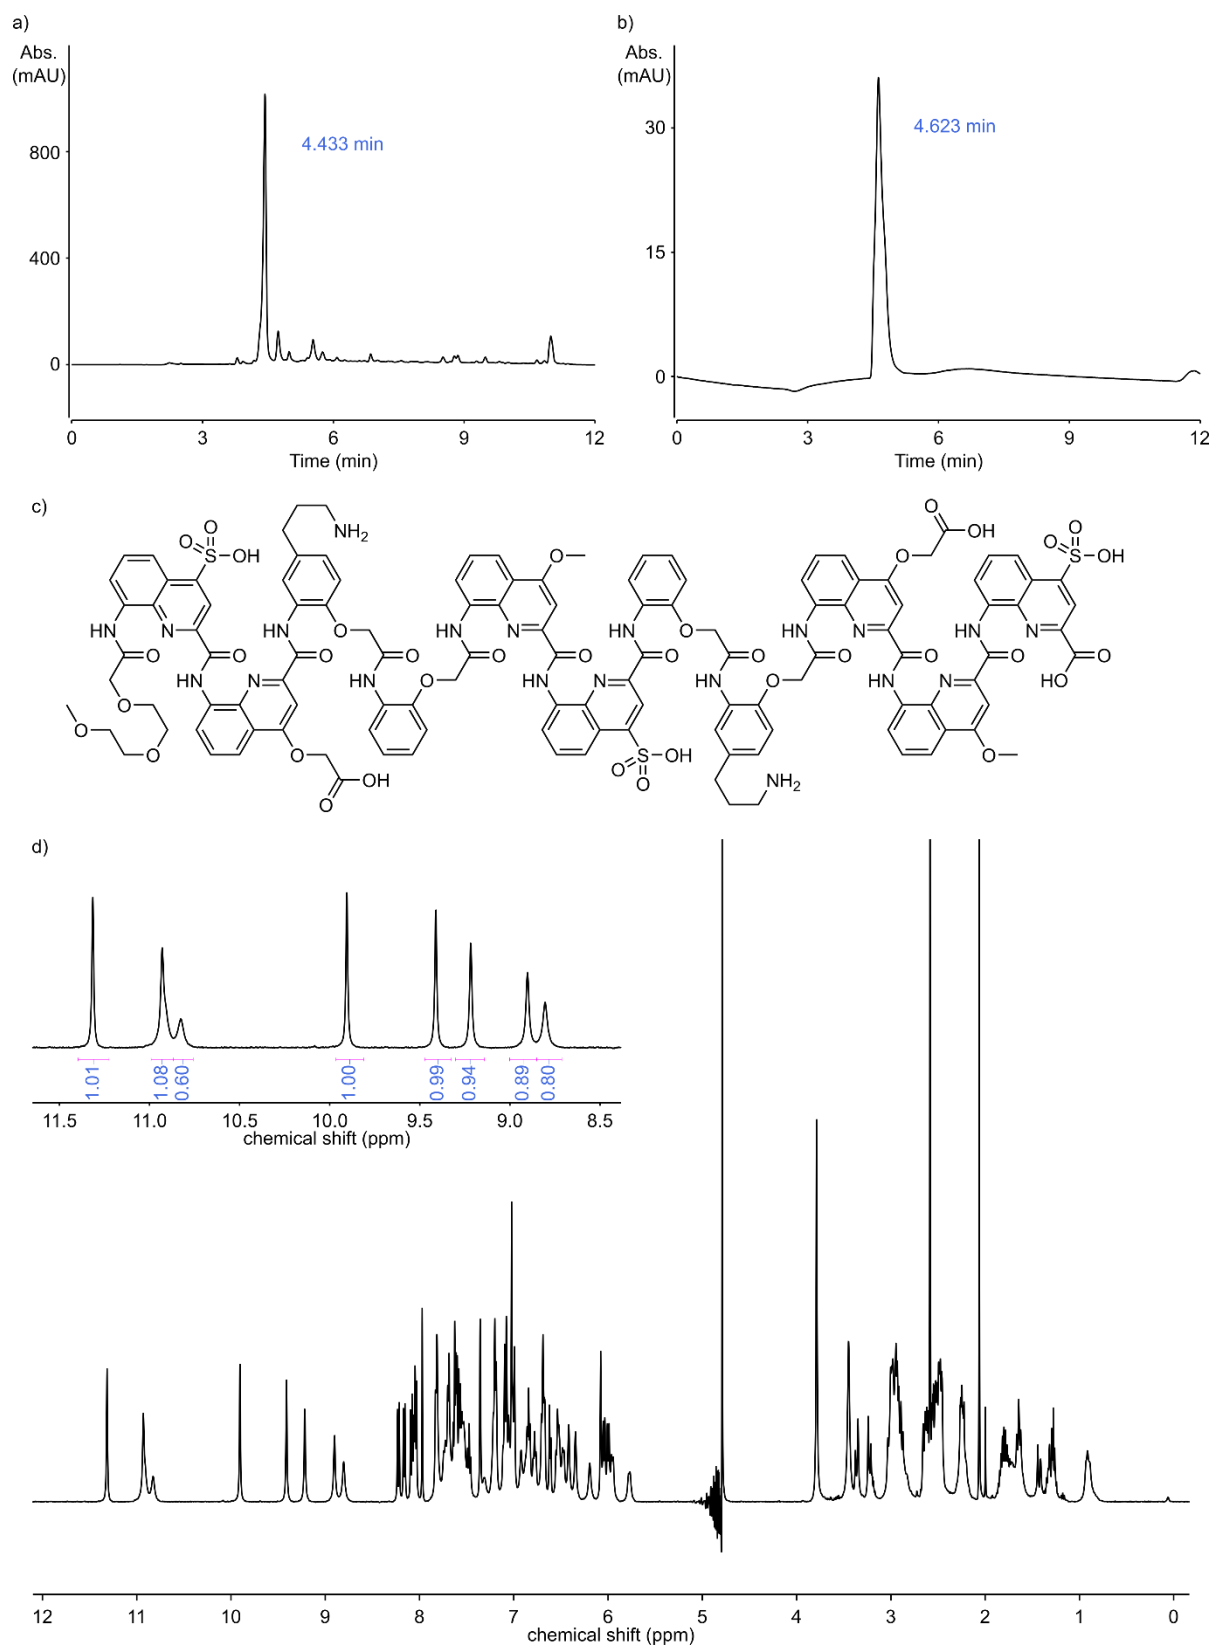 a)
Abs.
(mAU)
800
400
0
4.433 min
0 3 6 9 12
Time (min)
b)
Abs.
(mAU)
30
15
0
4.623 min
0 3 6 9 12
Time (min)
c)
O
O S OH
HN N O
O HN
O
O O
NH2
HN O
N O
O
O OH
O
HN
O
O
HN N O
HN N
O
O S OH
O
HN O
O
HN O
NH2
O
OH
O
HN N O
HN N
O
HN N
O
O S OH
O
HO
d)
1.01
1.08
0.60
1.00
0.99
0.94
0.89
0.80
11.5 11.0 10.5 10.0 9.5 9.0 8.5
chemical shift (ppm)
12 11 10 9 8 7 6 5 4 3 2 1 0
chemical shift (ppm)